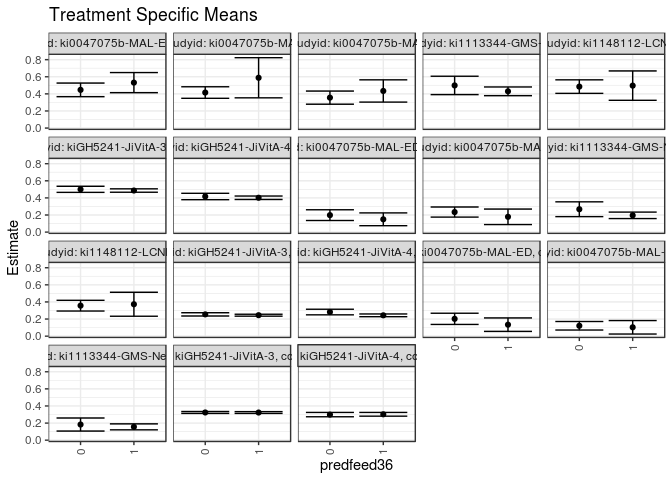 Treatment Specific Means
d: ki0047075b-MAL-E
udyid: ki0047075b-MA
udyid: ki0047075b-MA
dyid: ki1113344-GMS-
udyid: ki1148112-LCN
0.8
0.6
0.4
0.2
0.0
yid: kiGH5241-JiVitA-3
yid: kiGH5241-JiVitA-4
ki0047075b-MAL-ED
udyid: ki0047075b-MA
yid: ki1113344-GMS-
0.8
0.6
0.4
0.2
0.0
udyid: ki1148112-LCN
d: kiGH5241-JiVitA-3,
id: kiGH5241-JiVitA-4,
ki0047075b-MAL-ED,
yid: ki0047075b-MAL-
0.8
0.6
0.4
0.2
0.0
0 1 0 1
d: ki1113344-GMS-Ne
kiGH5241-JiVitA-3, co
kiGH5241-JiVitA-4, co
0.8
0.6
0.4
0.2
0.0
0 1 0 1 0 1
Estimate
predfeed36